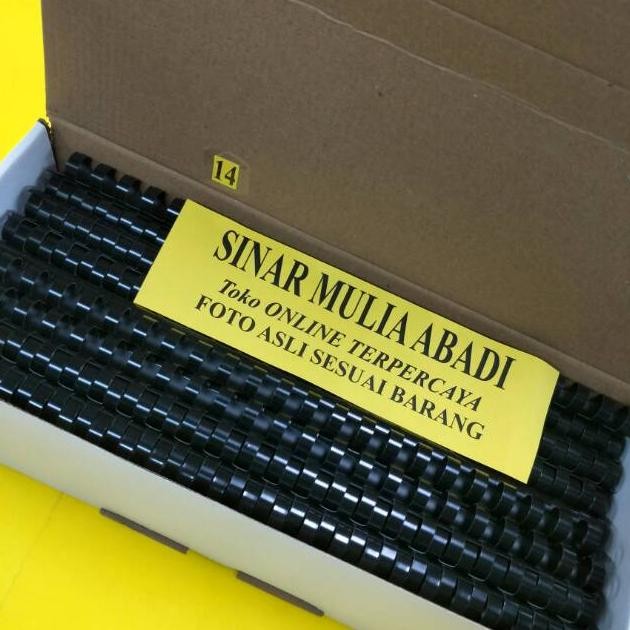 14
SINAR MULIA ABADI
Toko ONLINE TERPERCAYA
FOTO ASLI SESUAI BARANG